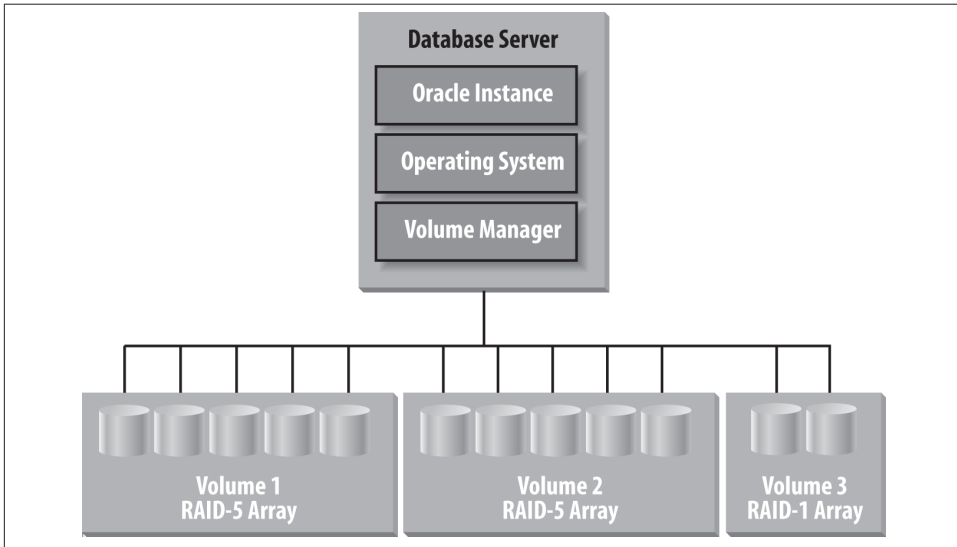 Database Server
Oracle Instance
Operating System
Volume Manager
Volume 1
RAID-5 Array
Volume 2
RAID-5 Array
Volume 3
RAID-1 Array